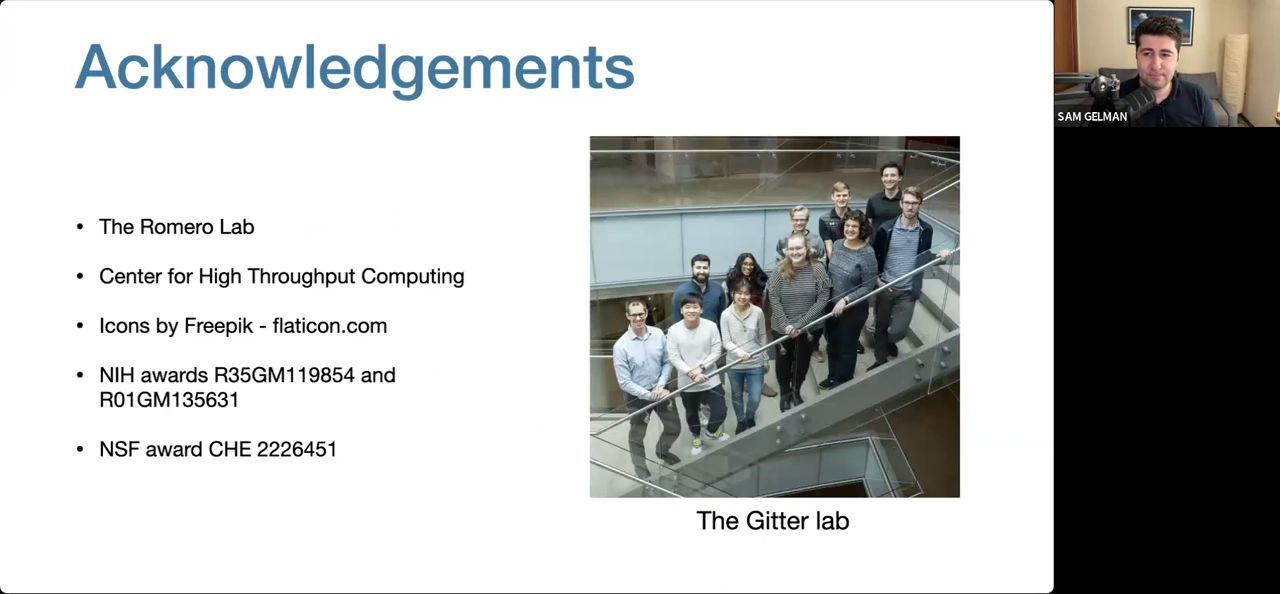 Acknowledgements
• The Romero Lab
• Center for High Throughput Computing
• Icons by Freepik - flaticon.com
• NIH awards R35GM119854 and
R01GM135631
• NSF award CHE 2226451
The Gitter lab
SAM GELMAN